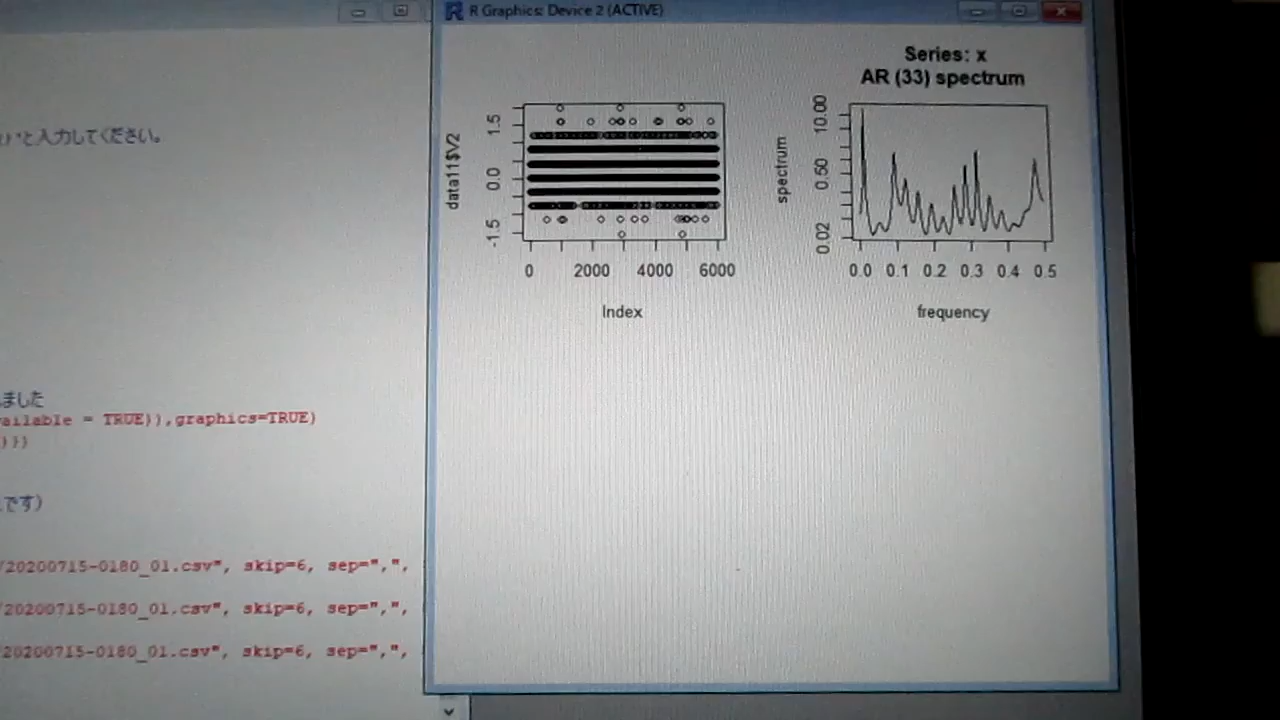 R Graphics: Device 2 (ACTIVE)
と入力してください。
ました
ailable = TRUE)),graphics=TRUE)
)))
です)
/20200715-0180_01.csv", skip=6, sep=",",
/20200715-0180_01.csv", skip=6, sep=",",
20200715-0180_01.csv", skip=6, sep=",",
data11$V2
1.5
0.0
-1.5
0 2000 4000 6000
Index
Series: x
AR (33) spectrum
spectrum
10.00
0.50
0.02
0.0 0.1 0.2 0.3 0.4 0.5
frequency